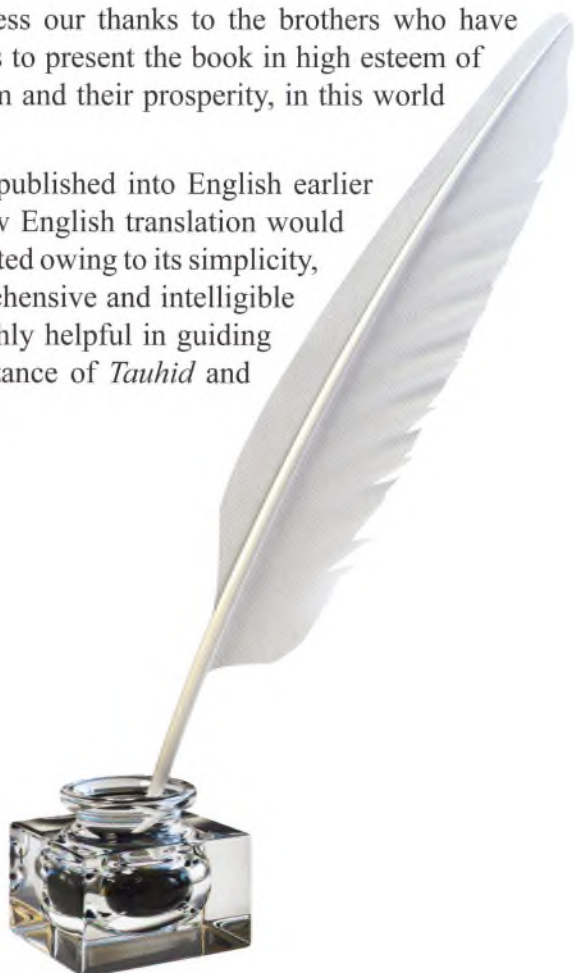 ess our thanks to the brothers who have
s to present the book in high esteem of
n and their prosperity, in this world
published into English earlier
w English translation would
ted owing to its simplicity,
ehensive and intelligible
hly helpful in guiding
tance of Tauhid and